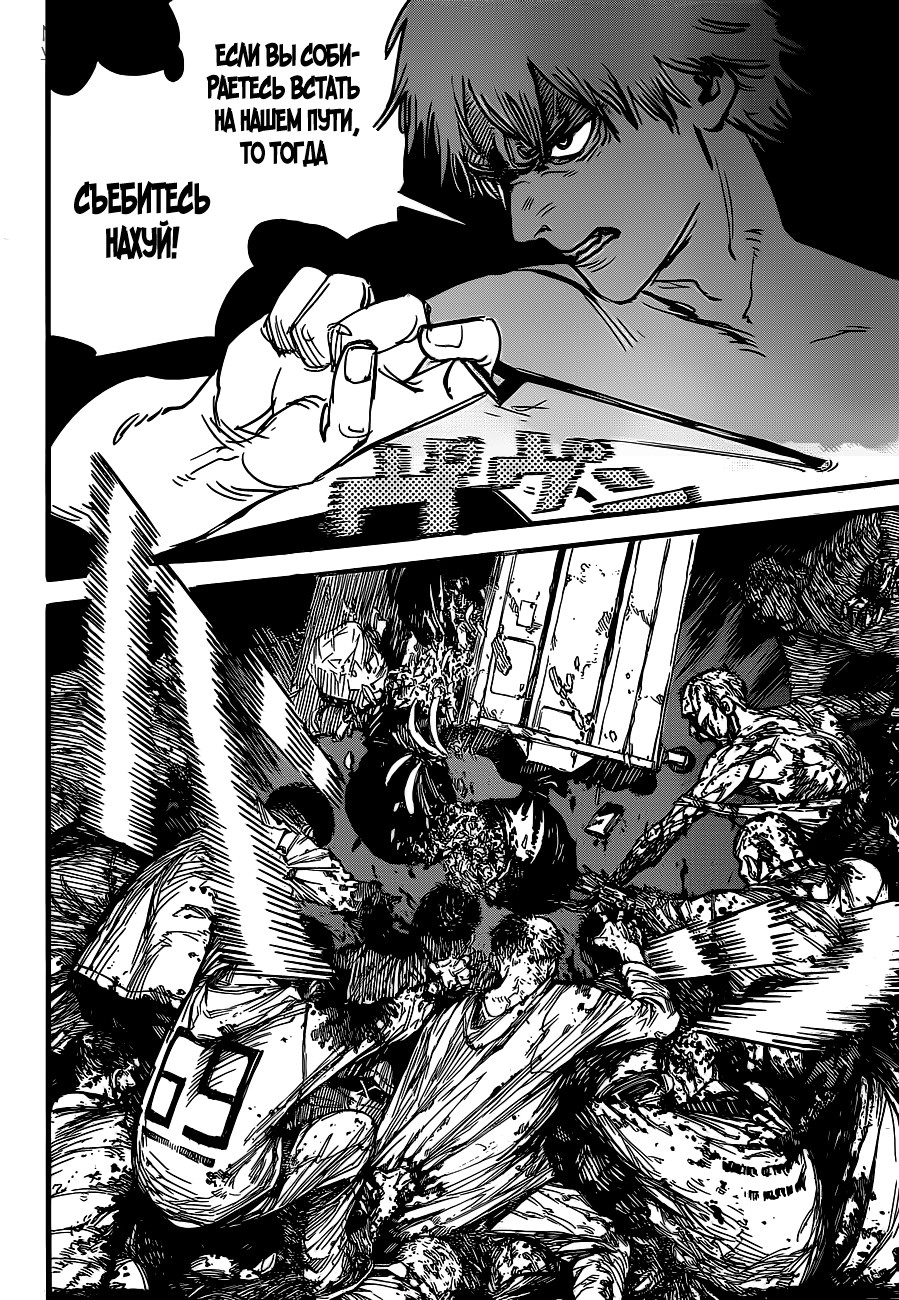 ЕСЛИ ВЫ СОБИ-
РАЕТЕСЬ ВСТАТЬ
НА НАШЕМ ПУТИ,
ТО ТОГДА
СЪЕБИТЕСЬ
НАХУЙ!
69